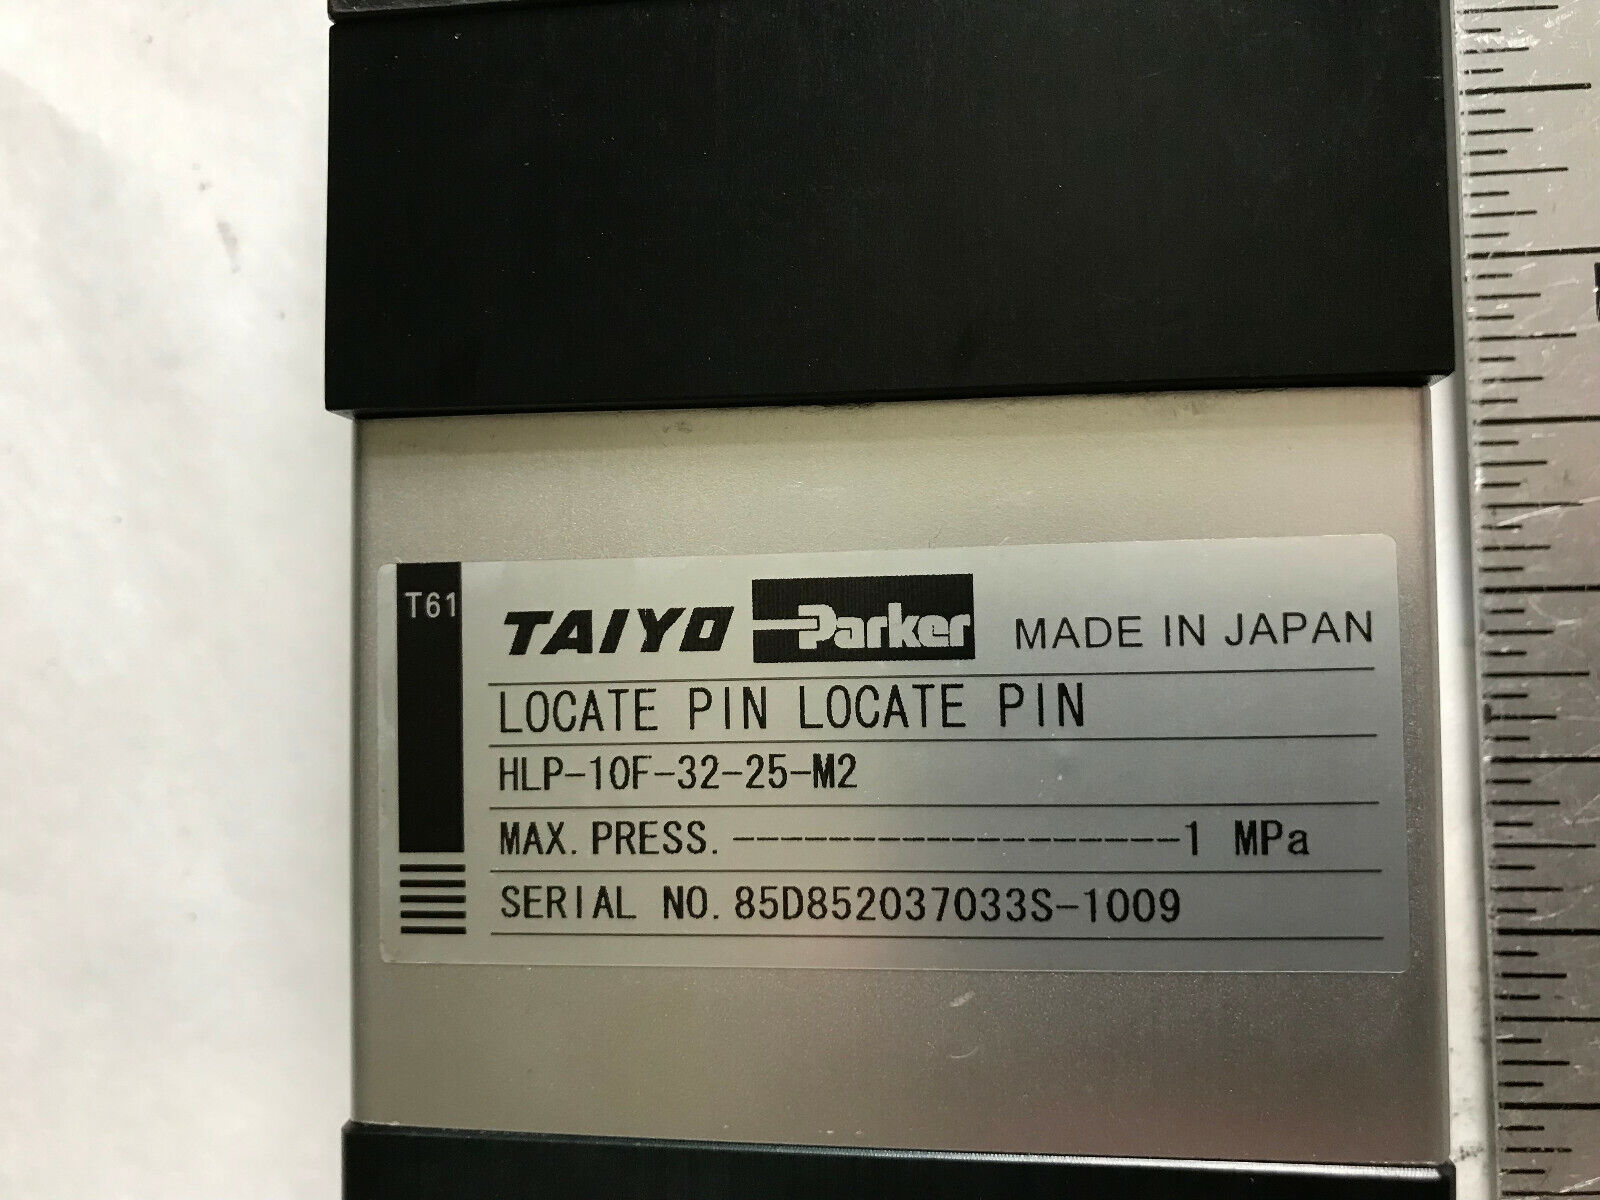 T61
TAIYO Parker MADE IN JAPAN
LOCATE PIN LOCATE PIN
HLP-10F-32-25-M2
MAX. PRESS. ------------------1 MPa
SERIAL NO. 85D852037033S-1009